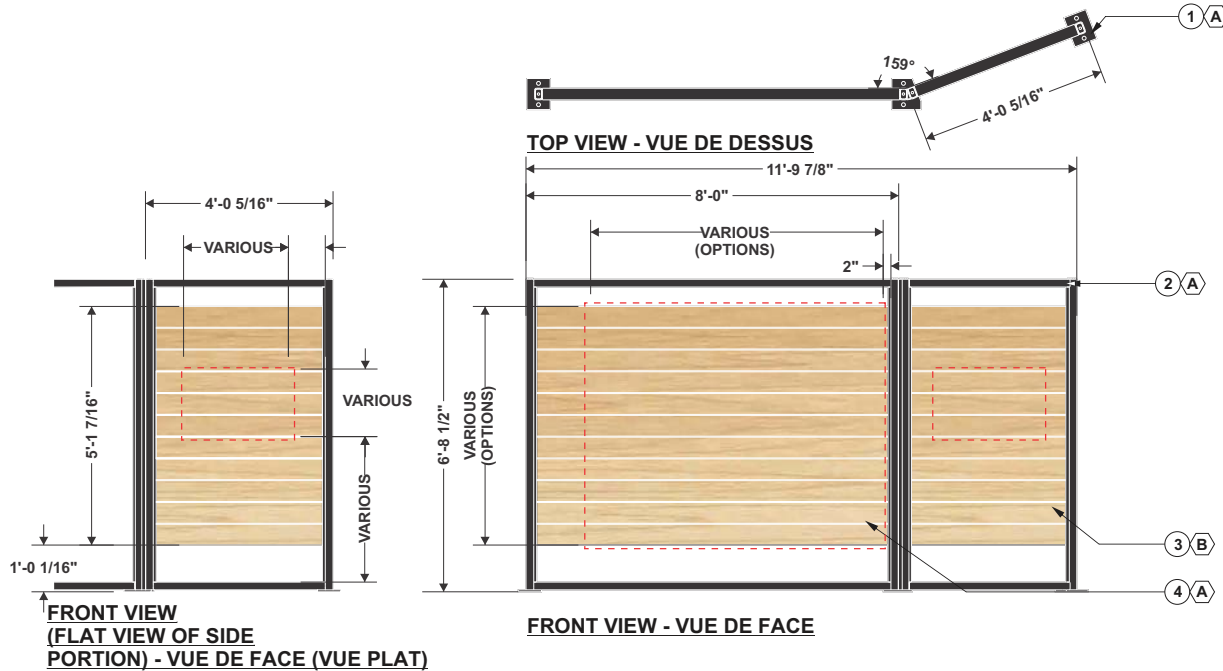 1 A
159°
4'-0 5/16"
TOP VIEW - VUE DE DESSUS
11'-9 7/8"
4'-0 5/16"
8'-0"
VARIOUS
VARIOUS
(OPTIONS)
2"
2 A
VARIOUS
5'-1 7/16"
6'-8 1/2"
VARIOUS
(OPTIONS)
VARIOUS
3 B
1'-0 1/16"
4 A
FRONT VIEW
(FLAT VIEW OF SIDE
PORTION) - VUE DE FACE (VUE PLAT)
FRONT VIEW - VUE DE FACE